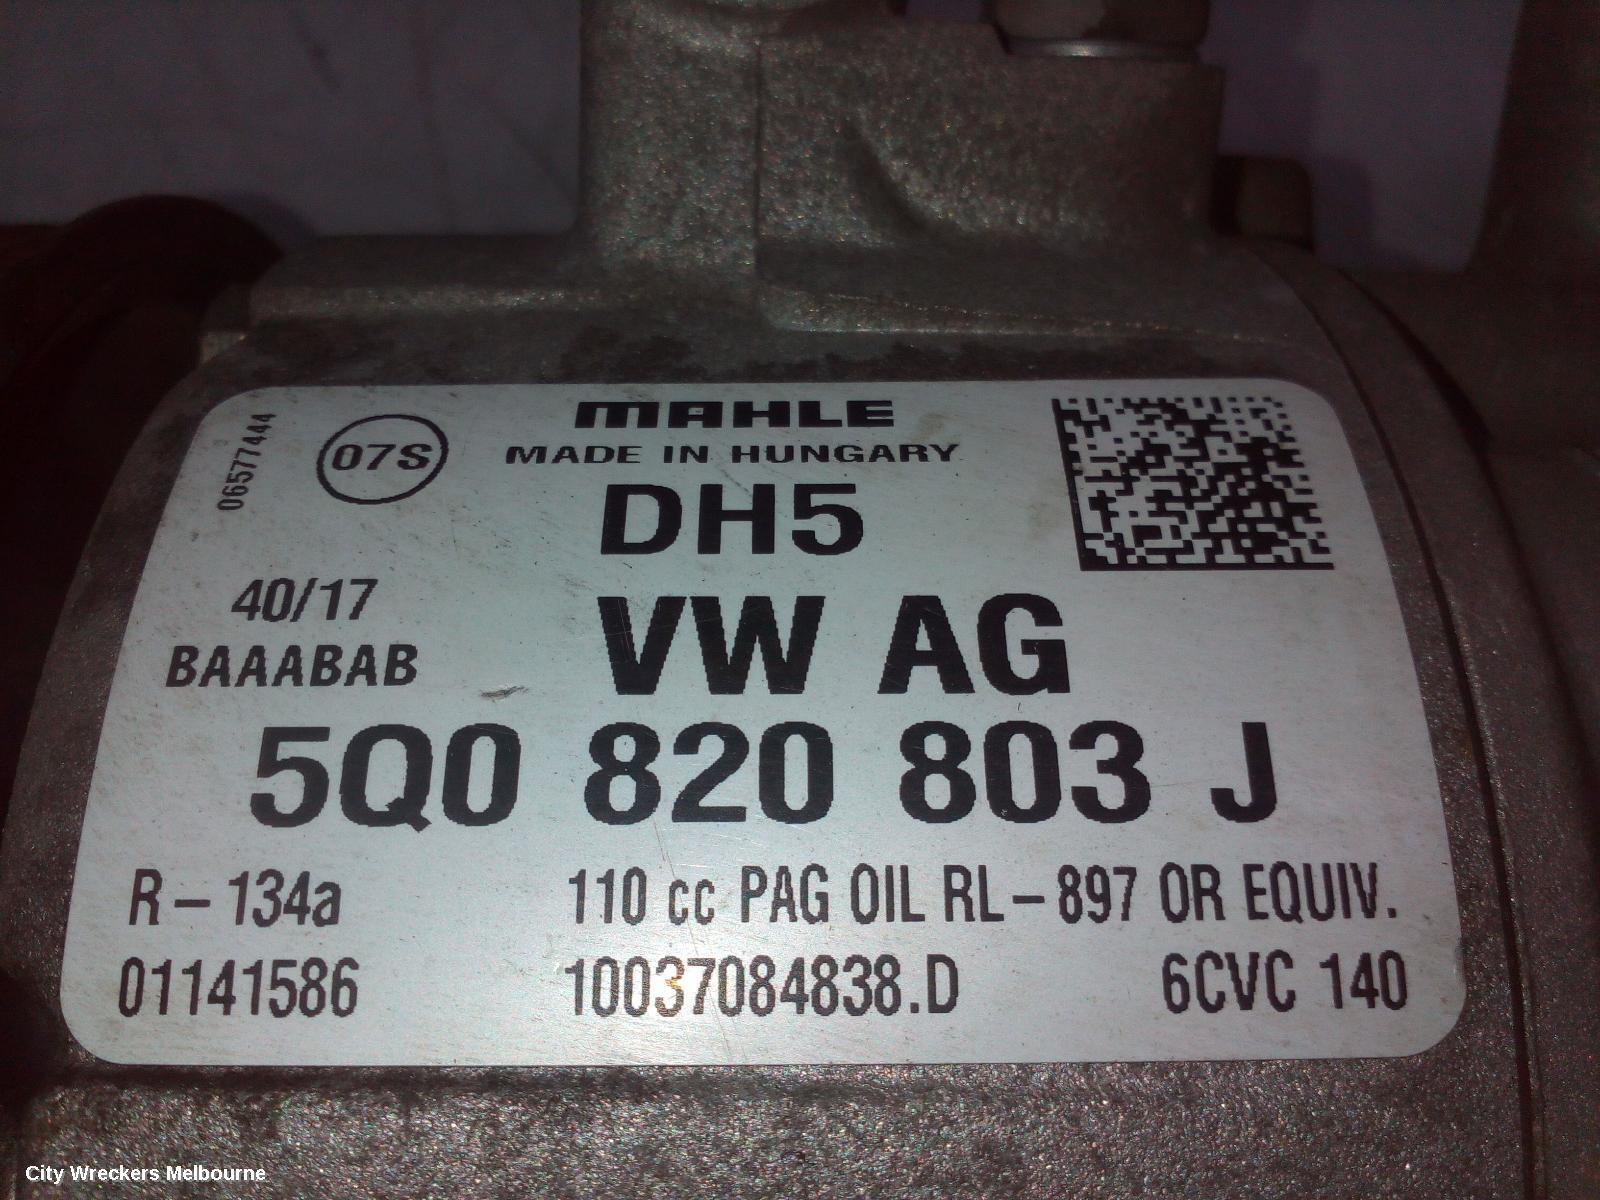 06577444
07S
MAHLE
MADE IN HUNGARY
DH5
40/17
VW AG
BAAABAB
5Q0 820 803 J
R-134a 110 cc PAG OIL RL-897 OR EQUIV.
01141586 10037084838.D 6CVC 140
City Wreckers Melbourne